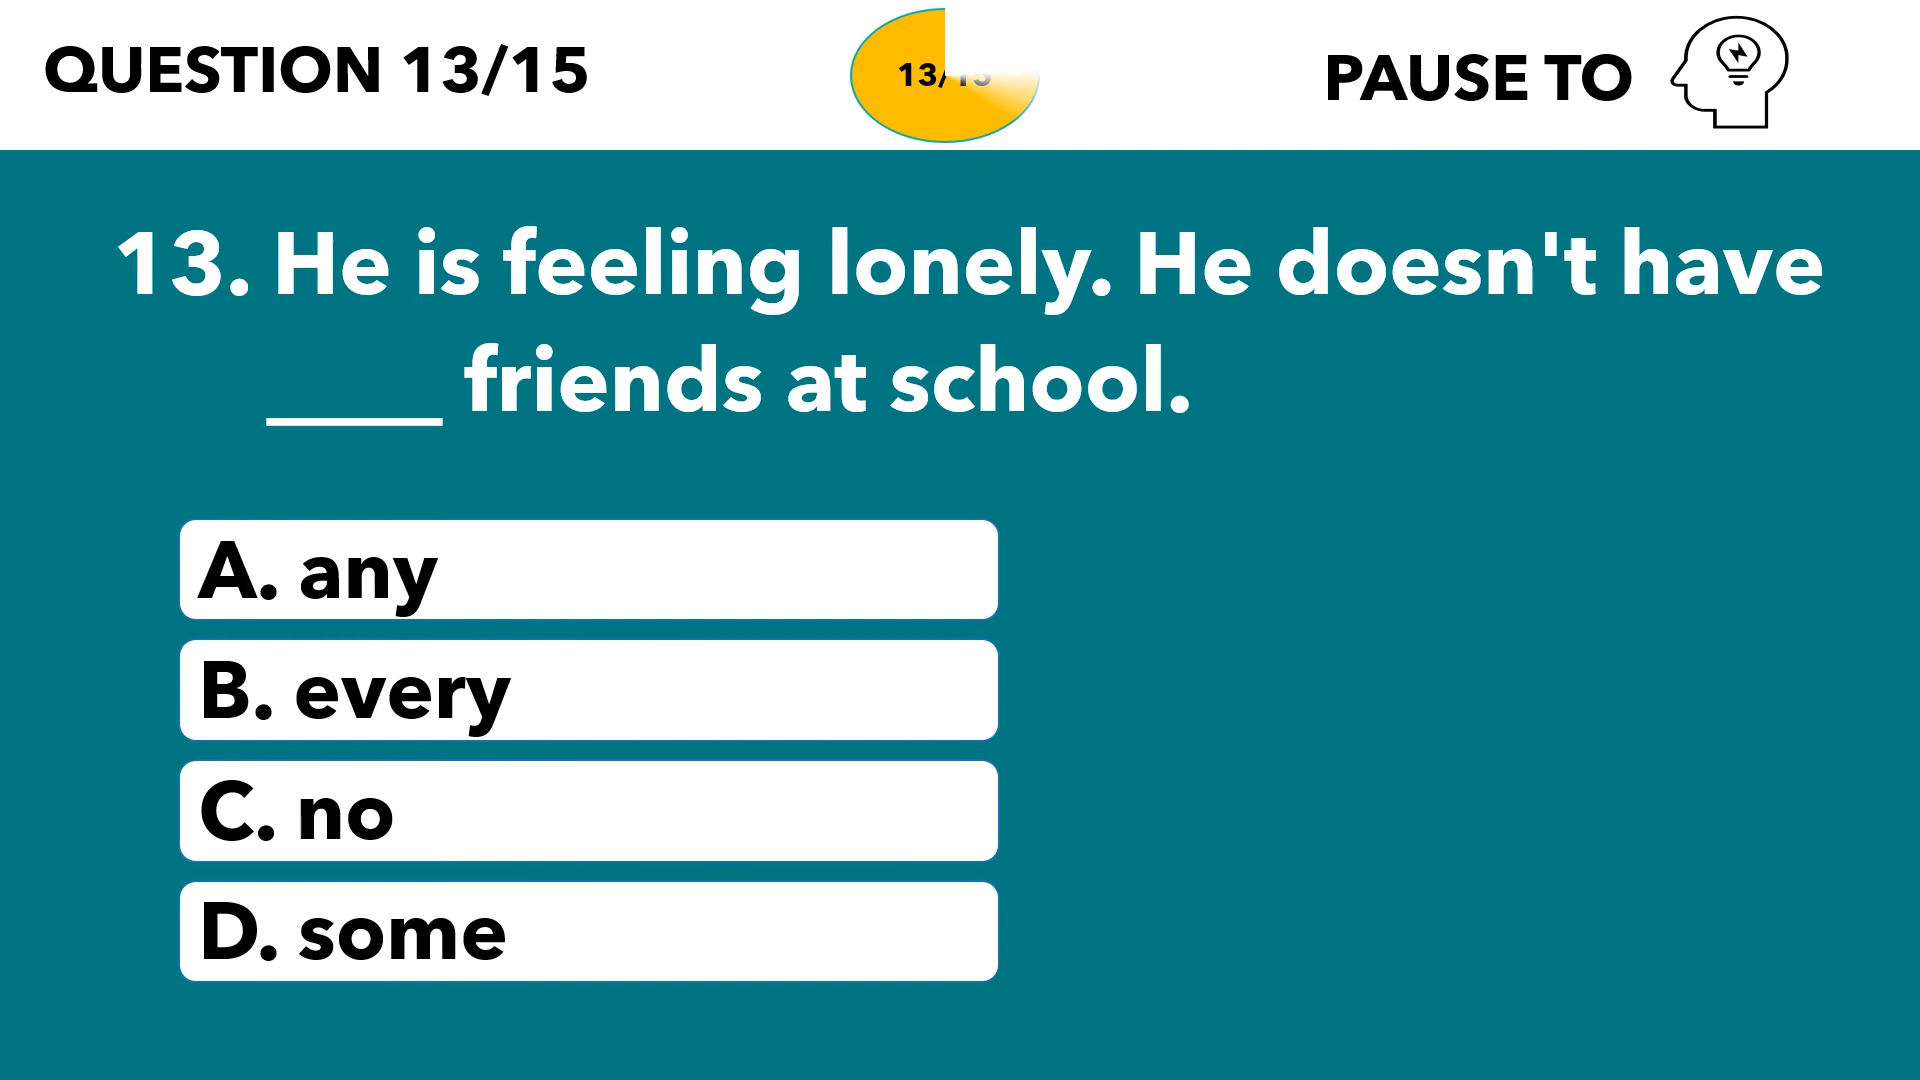 QUESTION 13/15
13/15
PAUSE TO
13. He is feeling lonely. He doesn't have
____ friends at school.
A. any
B. every
C. no
D. some